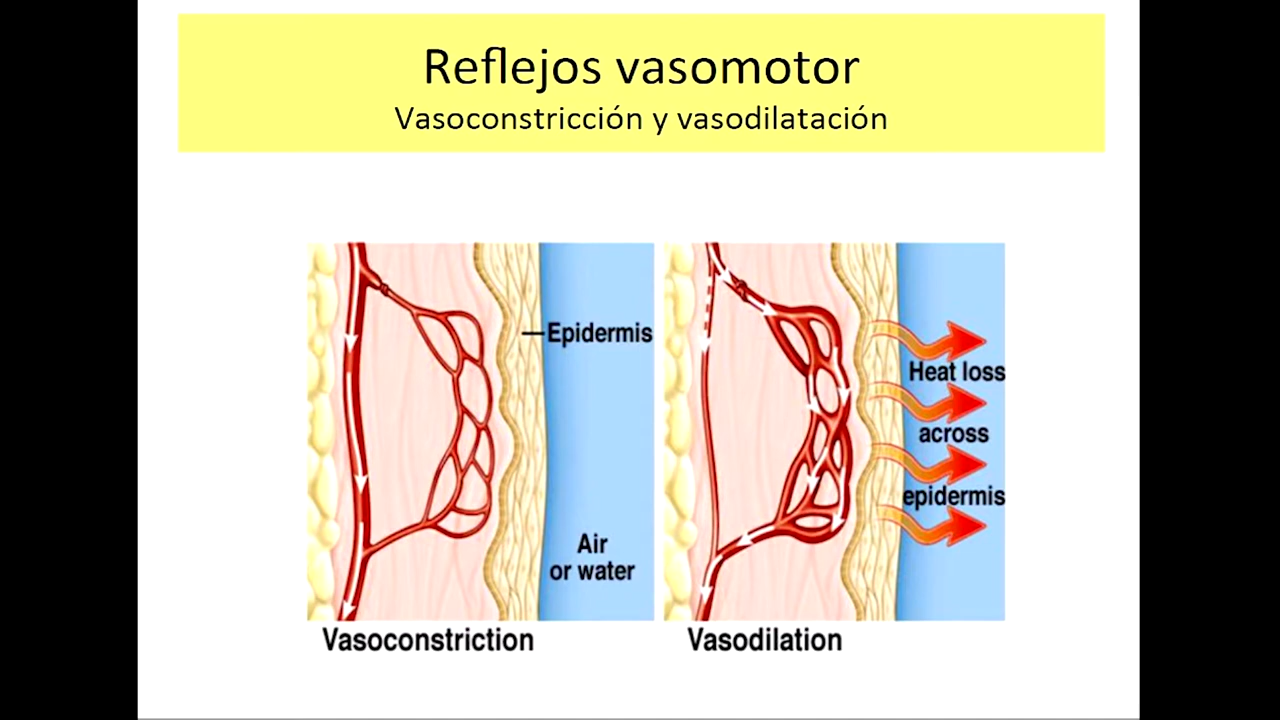 Reflejos vasomotor
Vasoconstricción y vasodilatación
Epidermis
Air
or water
Vasoconstriction
Heat loss
across
epidermis
Vasodilation